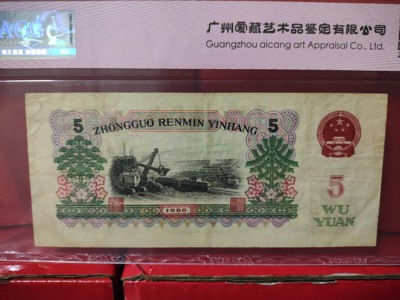 广州爱藏艺术品鉴定有限公司
Guangzhou aicang art Appraisal Co., Ltd.
5
ZHONGGUO RENMIN YINHANG
5
5
WU
YUAN
1960